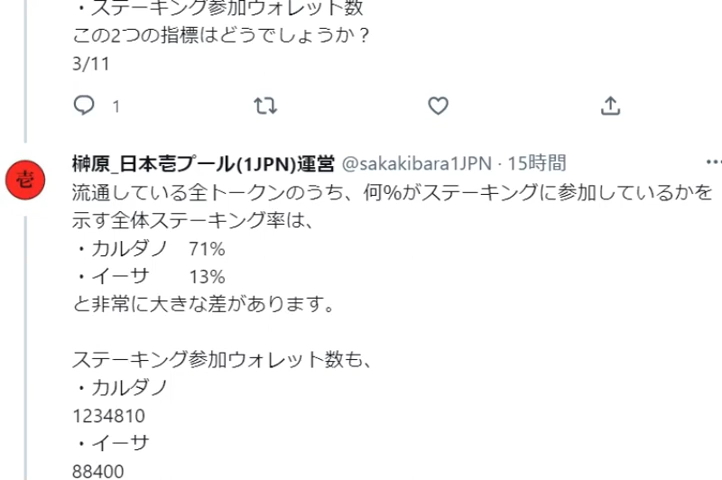 ・ステーキング参加ウォレット数
この2つの指標はどうでしょうか？
3/11
1
壱
榊原_日本壱プール(1JPN)運営 @sakakibara1JPN · 15時間
流通している全トークンのうち、何%がステーキングに参加しているかを
示す全体ステーキング率は、
・カルダノ　71%
・イーサ　　13%
と非常に大きな差があります。
ステーキング参加ウォレット数も、
・カルダノ
1234810
・イーサ
88400